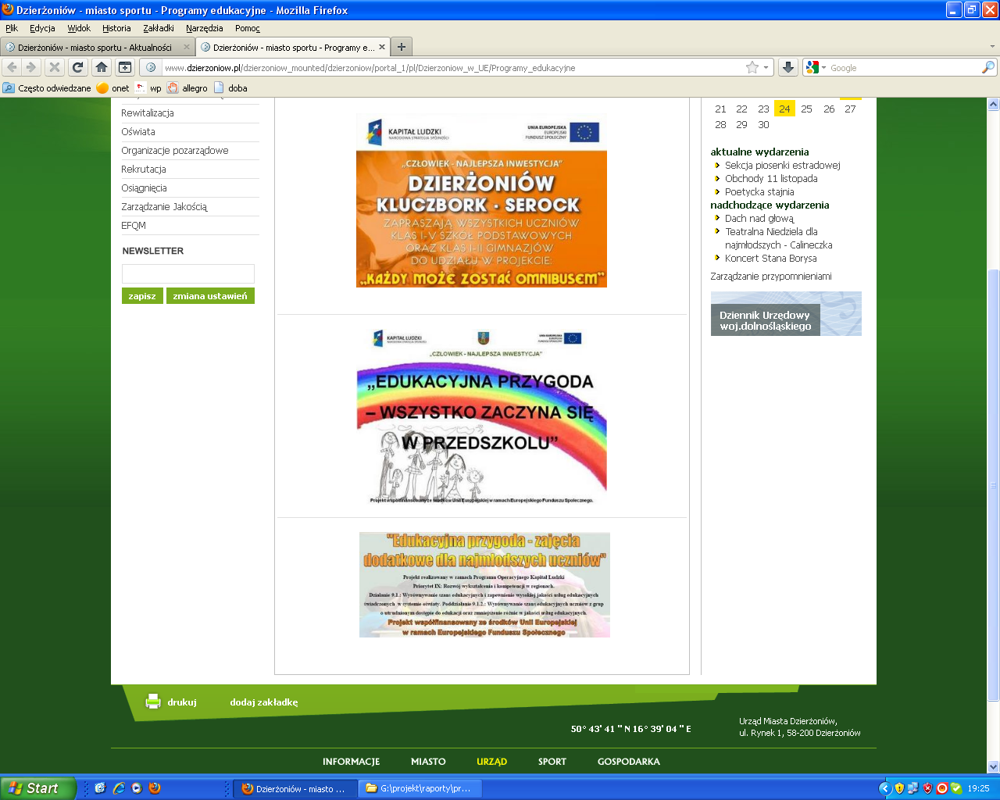 Dzierżoniów - miasto sportu - Programy edukacyjne - Mozilla Firefox
Plik Edycja Widok Historia Zakładki Narzędzia Pomoc
Dzierżoniów - miasto sportu - Aktualności
Dzierżoniów - miasto sportu - Programy e...
www.dzierzoniow.pl/dzierzoniow_mounted/dzierzoniow/portal_1/pl/Dzierzoniow_w_UE/Programy_edukacyjne
Google
Często odwiedzane onet wp allegro doba
Rewitalizacja
Oświata
Organizacje pozarządowe
Rekrutacja
Osiągnięcia
Zarządzanie Jakością
EFQM
NEWSLETTER
zapisz zmiana ustawień
KAPITAŁ LUDZKI
NARODOWA STRATEGIA SPÓJNOŚCI
UNIA EUROPEJSKA
EUROPEJSKI
FUNDUSZ SPOŁECZNY
„CZŁOWIEK - NAJLEPSZA INWESTYCJA”
DZIERŻONIÓW
KLUCZBORK - SEROCK
ZAPRASZAJĄ WSZYSTKICH UCZNIÓW
KLAS I-V SZKÓŁ PODSTAWOWYCH
ORAZ KLAS I-II GIMNAZJÓW
DO UDZIAŁU W PROJEKCIE:
„KAŻDY MOŻE ZOSTAĆ OMNIBUSEM”
KAPITAŁ LUDZKI
NARODOWA STRATEGIA SPÓJNOŚCI
UNIA EUROPEJSKA
EUROPEJSKI
FUNDUSZ SPOŁECZNY
„CZŁOWIEK - NAJLEPSZA INWESTYCJA”
„EDUKACYJNA PRZYGODA
– WSZYSTKO ZACZYNA SIĘ
W PRZEDSZKOLU”
Projekt współfinansowany ze środków Unii Europejskiej w ramach Europejskiego Funduszu Społecznego.
"Edukacyjna przygoda - zajęcia
dodatkowe dla najmłodszych uczniów"
Projekt realizowany w ramach Programu Operacyjnego Kapitał Ludzki
Priorytet IX: Rozwój wykształcenia i kompetencji w regionach.
Działanie 9.1.: Wyrównywanie szans edukacyjnych i zapewnienie wysokiej jakości usług edukacyjnych
świadczonych w systemie oświaty. Poddziałanie 9.1.2.: Wyrównywanie szans edukacyjnych uczniów z grup
o utrudnionym dostępie do edukacji oraz zmniejszenie różnic w jakości usług edukacyjnych.
Projekt współfinansowany ze środków Unii Europejskiej
w ramach Europejskiego Funduszu Społecznego
21 22 23 24 25 26 27
28 29 30
aktualne wydarzenia
Sekcja piosenki estradowej
Obchody 11 listopada
Poetycka stajnia
nadchodzące wydarzenia
Dach nad głową
Teatralna Niedziela dla
najmłodszych - Calineczka
Koncert Stana Borysa
Zarządzanie przypomnieniami
Dziennik Urzędowy
woj.dolnośląskiego
drukuj dodaj zakładkę
50° 43' 41 " N 16° 39' 04 " E
Urząd Miasta Dzierżoniów,
ul. Rynek 1, 58-200 Dzierżoniów
INFORMACJE MIASTO URZĄD SPORT GOSPODARKA
Start
Dzierżoniów - miasto ...
G:\projekt\raporty\pr...
19:25